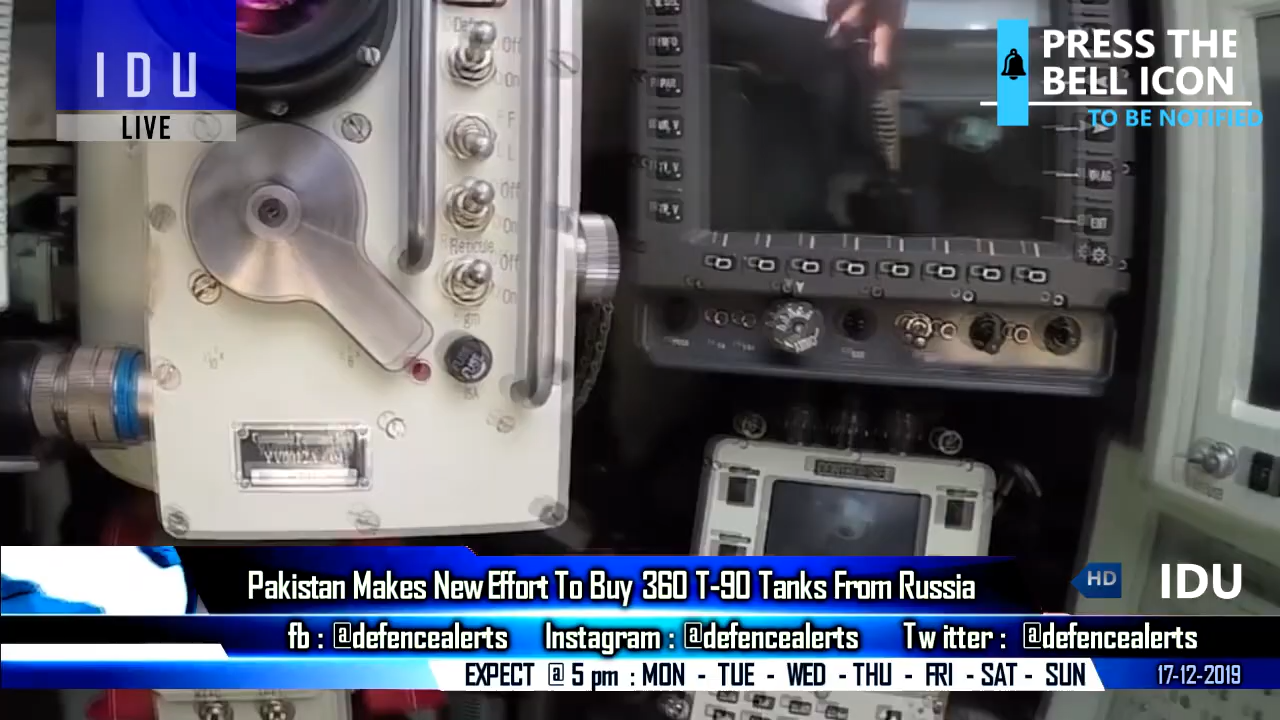 IDU
LIVE
PRESS THE
BELL ICON
TO BE NOTIFIED
Off
On
F
L
Off
On
Reticule
Off
On
ENT
Pakistan Makes New Effort To Buy 360 T-90 Tanks From Russia
HD
IDU
fb : @defencealerts Instagram : @defencealerts Twitter : @defencealerts
EXPECT @ 5 pm : MON - TUE - WED - THU - FRI - SAT - SUN
17-12-2019